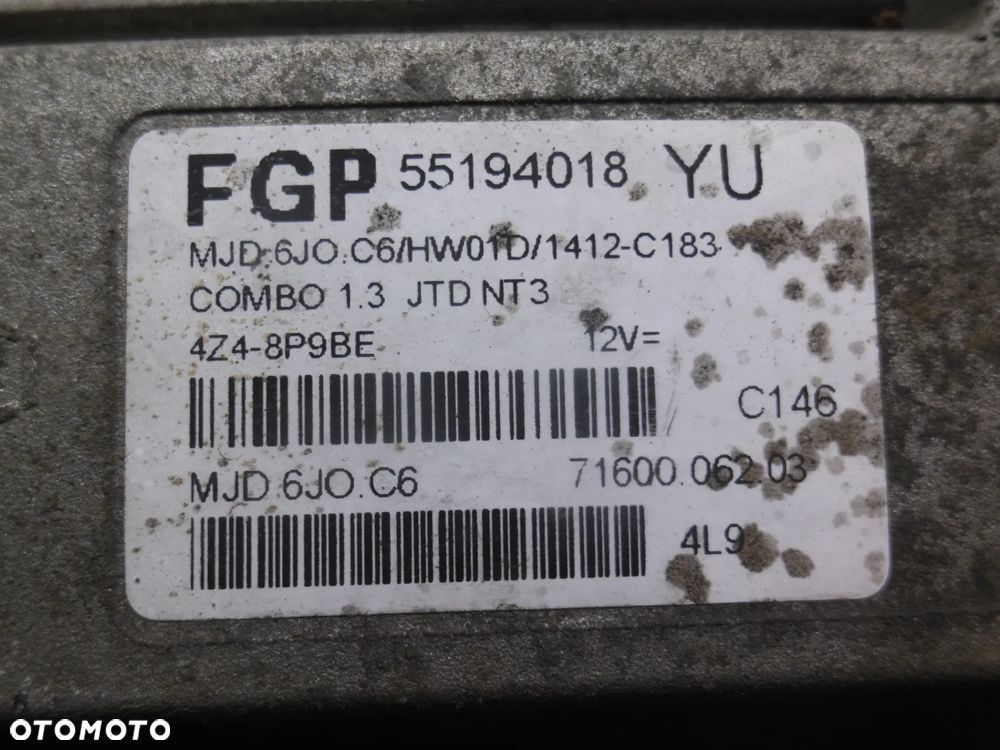 FGP 55194018 YU
MJD.6JO.C6/HW01D/1412-C183
COMBO 1.3 JTD NT3
4Z4-8P9BE 12V=
C146
MJD 6JO.C6 71600.062.03
4L9
OTOMOTO